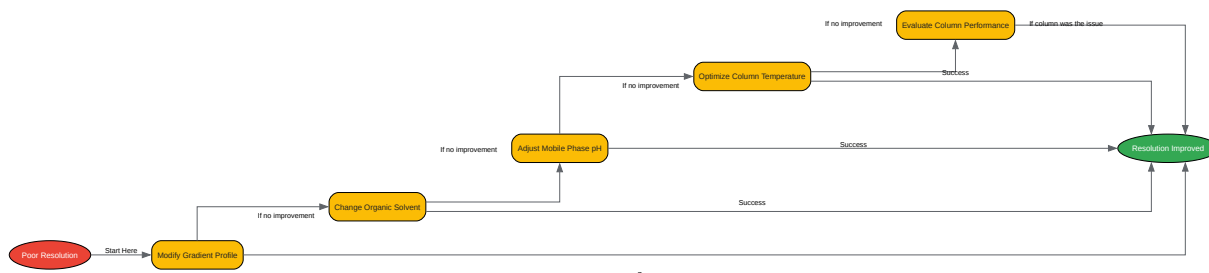 If no improvement
Evaluate Column Performance
If column was the issue
Optimize Column Temperature
Success
If no improvement
If no improvement
Adjust Mobile Phase pH
Success
Resolution Improved
Change Organic Solvent
Success
If no improvement
Poor Resolution
Start Here
Modify Gradient Profile